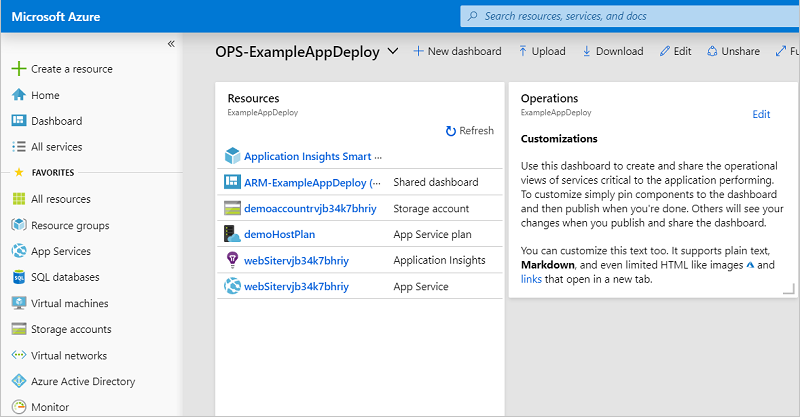 Microsoft Azure
Search resources, services, and docs
«
Create a resource
Home
Dashboard
All services
FAVORITES
All resources
Resource groups
App Services
SQL databases
Virtual machines
Storage accounts
Virtual networks
Azure Active Directory
Monitor
OPS-ExampleAppDeploy
New dashboard
Upload
Download
Edit
Unshare
Resources
ExampleAppDeploy
Refresh
Application Insights Smart ...
ARM-ExampleAppDeploy (... Shared dashboard
demoaccountrvjb34k7bhriy Storage account
demoHostPlan App Service plan
webSitervjb34k7bhriy Application Insights
webSitervjb34k7bhriy App Service
Operations
ExampleAppDeploy
Edit
Customizations
Use this dashboard to create and share the operational
views of services critical to the application performing.
To customize simply pin components to the dashboard
and then publish when you're done. Others will see your
changes when you publish and share the dashboard.
You can customize this text too. It supports plain text,
Markdown, and even limited HTML like images and
links that open in a new tab.